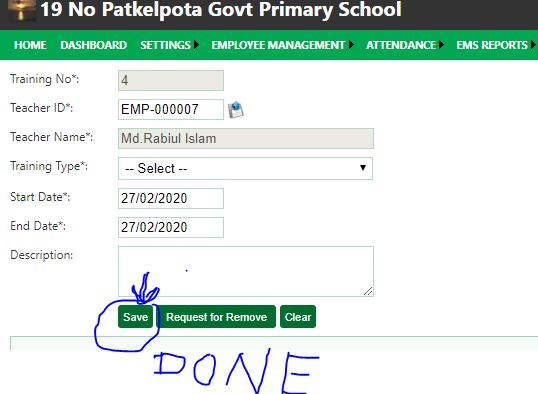 19 No Patkelpota Govt Primary School
HOME DASHBOARD SETTINGS EMPLOYEE MANAGEMENT ATTENDANCE EMS REPORTS
Training No*: 4
Teacher ID*: EMP-000007
Teacher Name*: Md.Rabiul Islam
Training Type*: -- Select --
Start Date*: 27/02/2020
End Date*: 27/02/2020
Description:
Save Request for Remove Clear
DONE